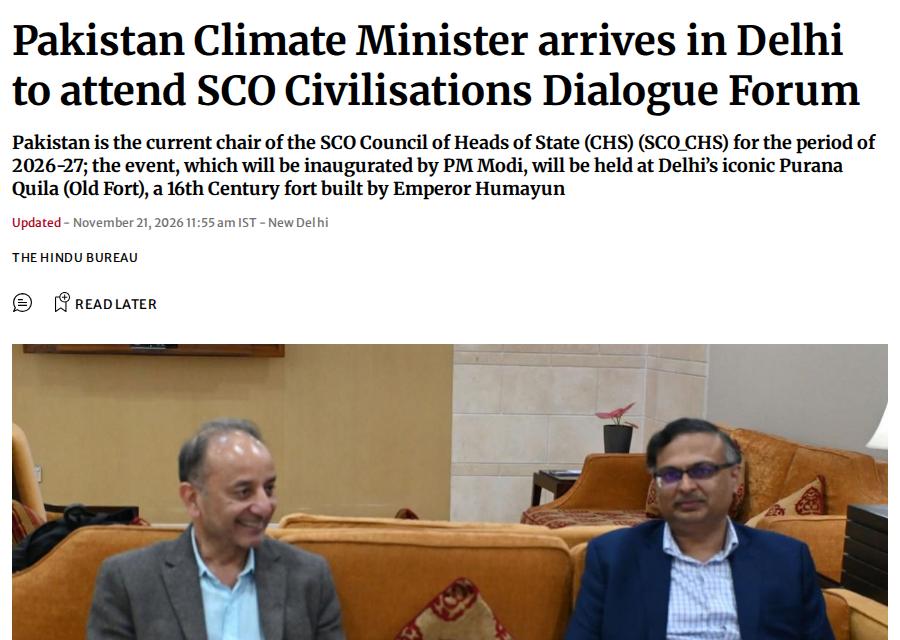 Pakistan Climate Minister arrives in Delhi
to attend SCO Civilisations Dialogue Forum
Pakistan is the current chair of the SCO Council of Heads of State (CHS) (SCO_CHS) for the period of
2026-27; the event, which will be inaugurated by PM Modi, will be held at Delhi’s iconic Purana
Quila (Old Fort), a 16th Century fort built by Emperor Humayun
Updated - November 21, 2026 11:55 am IST - New Delhi
THE HINDU BUREAU
READ LATER